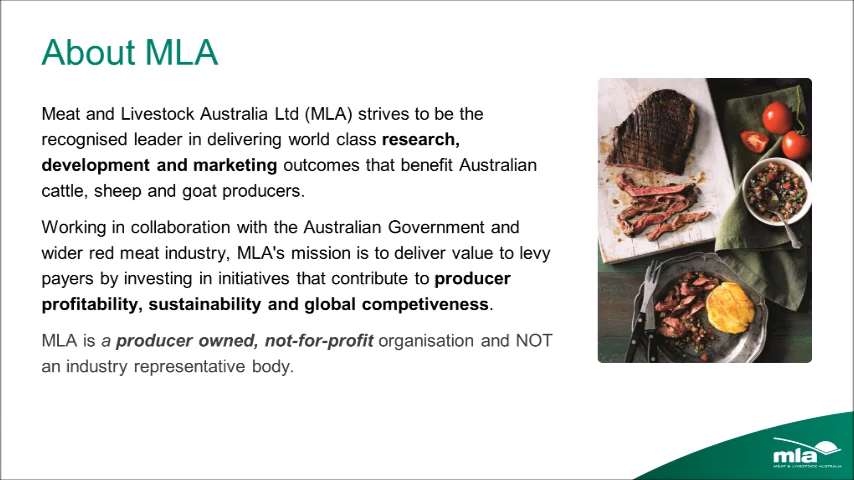 About MLA
Meat and Livestock Australia Ltd (MLA) strives to be the
recognised leader in delivering world class research,
development and marketing outcomes that benefit Australian
cattle, sheep and goat producers.
Working in collaboration with the Australian Government and
wider red meat industry, MLA's mission is to deliver value to levy
payers by investing in initiatives that contribute to producer
profitability, sustainability and global competiveness.
MLA is a producer owned, not-for-profit organisation and NOT
an industry representative body.
mla
MEAT & LIVESTOCK AUSTRALIA